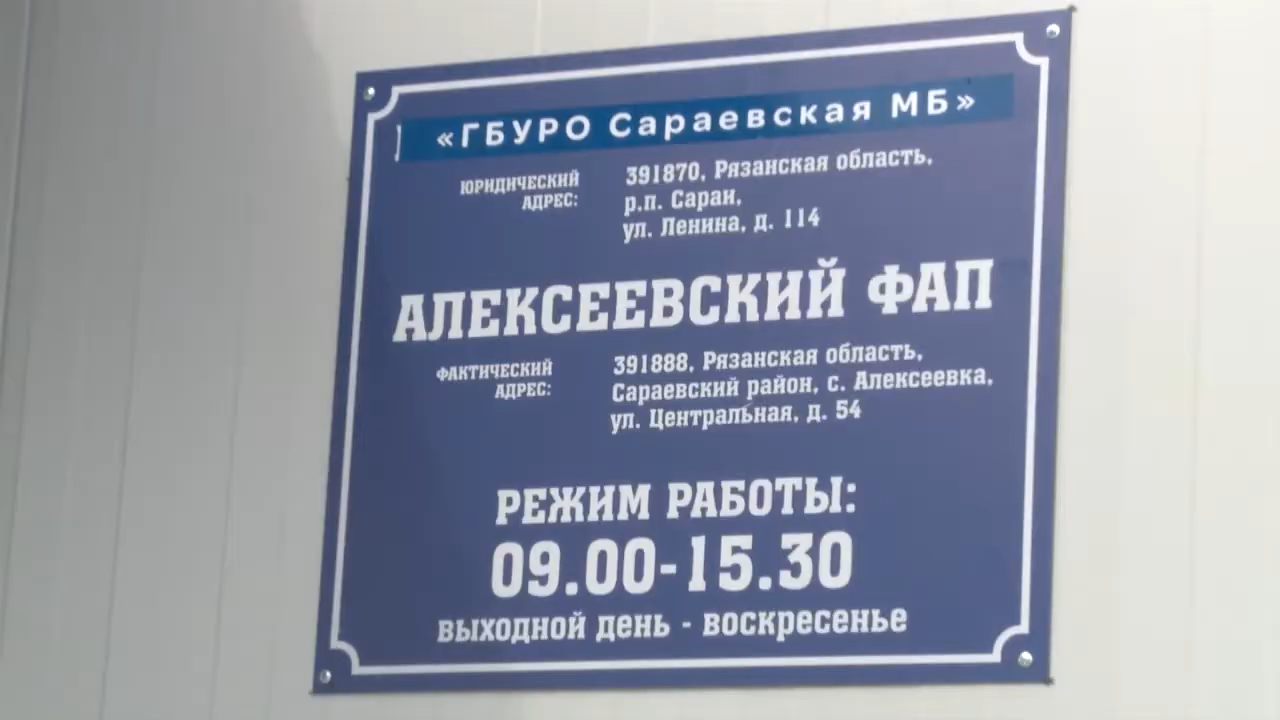 «ГБУРО Сараевская МБ»
ЮРИДИЧЕСКИЙ АДРЕС:
391870, Рязанская область,
р.п. Сараи,
ул. Ленина, д. 114
АЛЕКСЕЕВСКИЙ ФАП
ФАКТИЧЕСКИЙ АДРЕС:
391888, Рязанская область,
Сараевский район, с. Алексеевка,
ул. Центральная, д. 54
РЕЖИМ РАБОТЫ:
09.00-15.30
ВЫХОДНОЙ ДЕНЬ - ВОСКРЕСЕНЬЕ